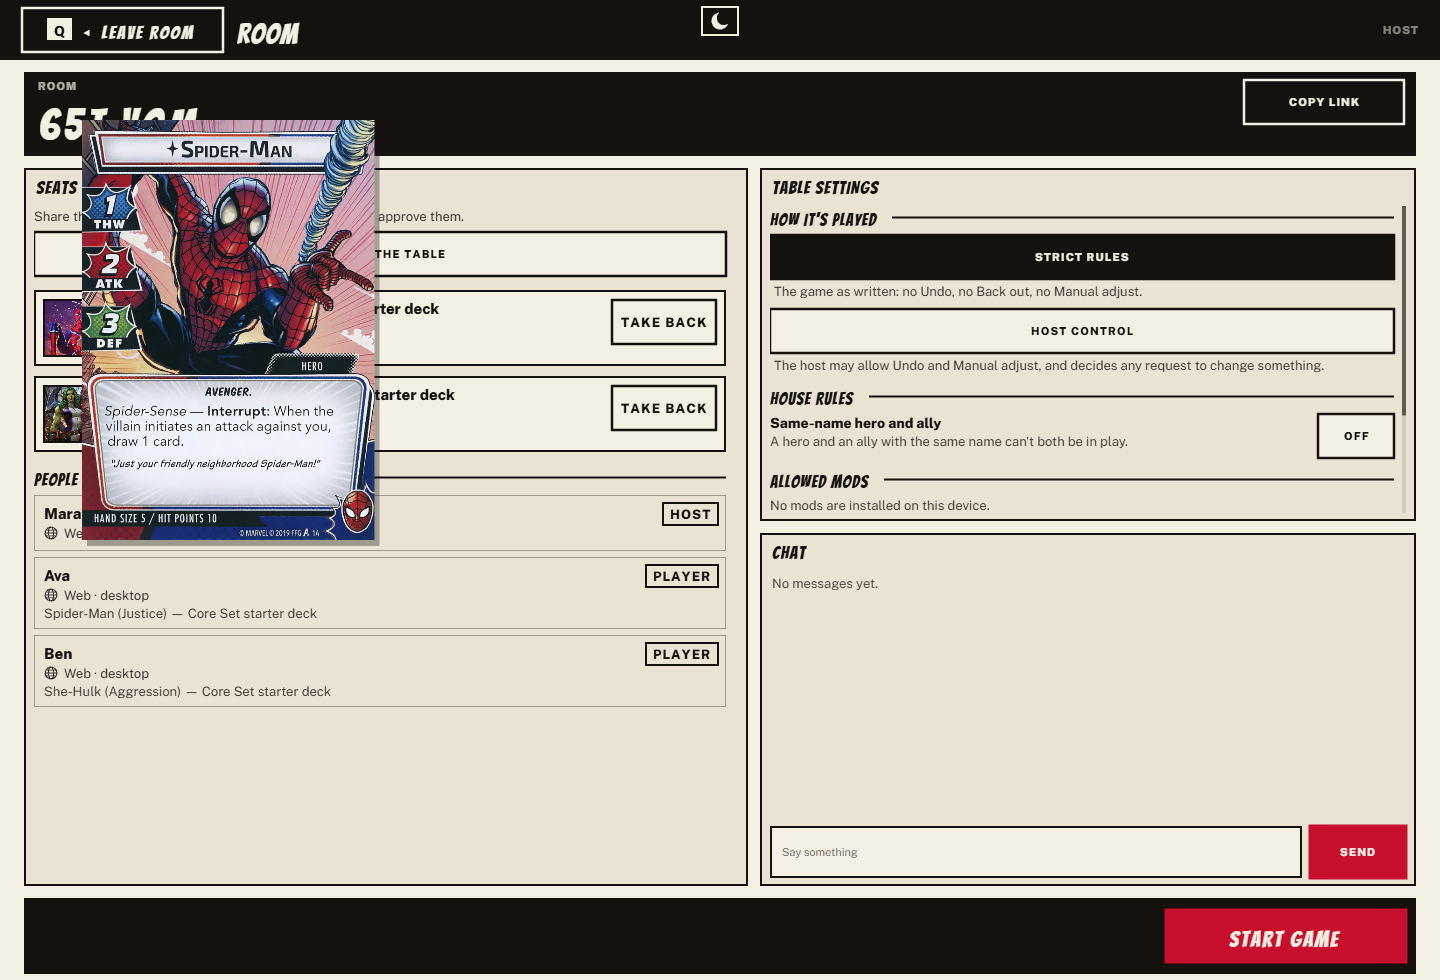 Q ◂ LEAVE ROOM
ROOM
HOST
ROOM
COPY LINK
SEATS
Share
approve them.
THE TABLE
deck
TAKE BACK
deck
TAKE BACK
PEOPLE
Mara
HOST
Ava
PLAYER
Web · desktop
Spider-Man (Justice) — Core Set starter deck
Ben
PLAYER
Web · desktop
She-Hulk (Aggression) — Core Set starter deck
SPIDER-MAN
1
THW
2
ATK
3
DEF
HERO
AVENGER.
Spider-Sense — Interrupt: When the
villain initiates an attack against you,
draw 1 card.
"Just your friendly neighborhood Spider-Man!"
HAND SIZE 5 / HIT POINTS 10
© MARVEL © 2019 FFG 1A
TABLE SETTINGS
HOW IT'S PLAYED
STRICT RULES
The game as written: no Undo, no Back out, no Manual adjust.
HOST CONTROL
The host may allow Undo and Manual adjust, and decides any request to change something.
HOUSE RULES
Same-name hero and ally
A hero and an ally with the same name can't both be in play.
OFF
ALLOWED MODS
No mods are installed on this device.
CHAT
No messages yet.
Say something
SEND
START GAME